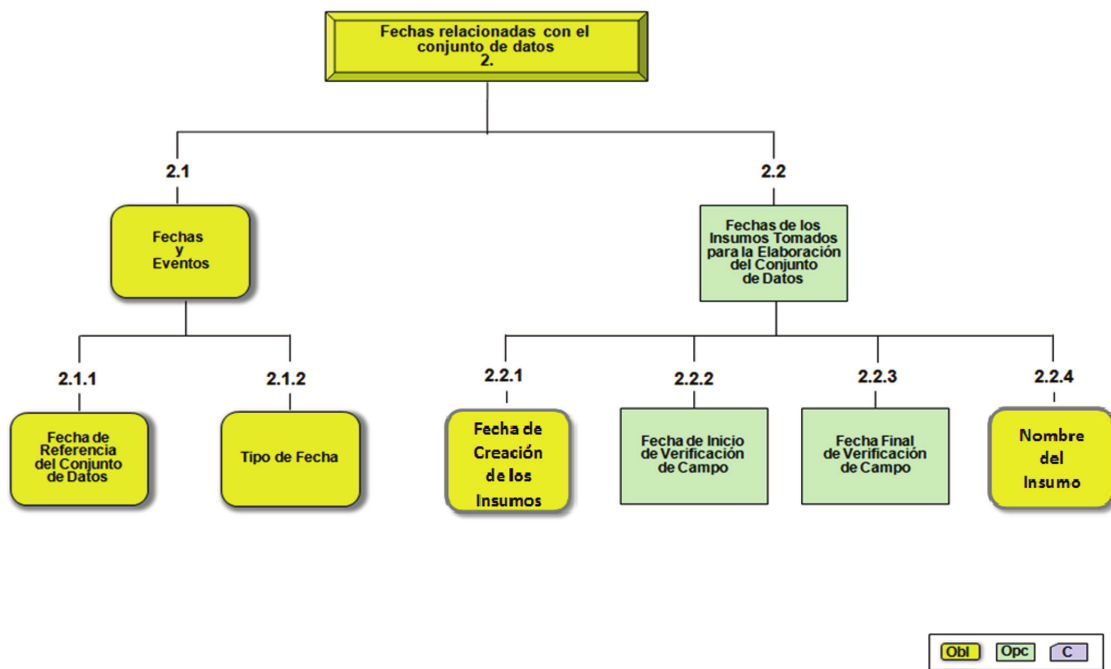 Fechas relacionadas con el
conjunto de datos
2.
2.1
2.2
Fechas
y
Eventos
Fechas de los
Insumos Tomados
para la Elaboración
del Conjunto
de Datos
2.1.1
2.1.2
2.2.1
2.2.2
2.2.3
2.2.4
Fecha de
Referencia
del Conjunto
de Datos
Tipo de Fecha
Fecha de
Creación
de los
Insumos
Fecha de Inicio
de Verificación
de Campo
Fecha Final
de Verificación
de Campo
Nombre
del
Insumo
Obl Opc C